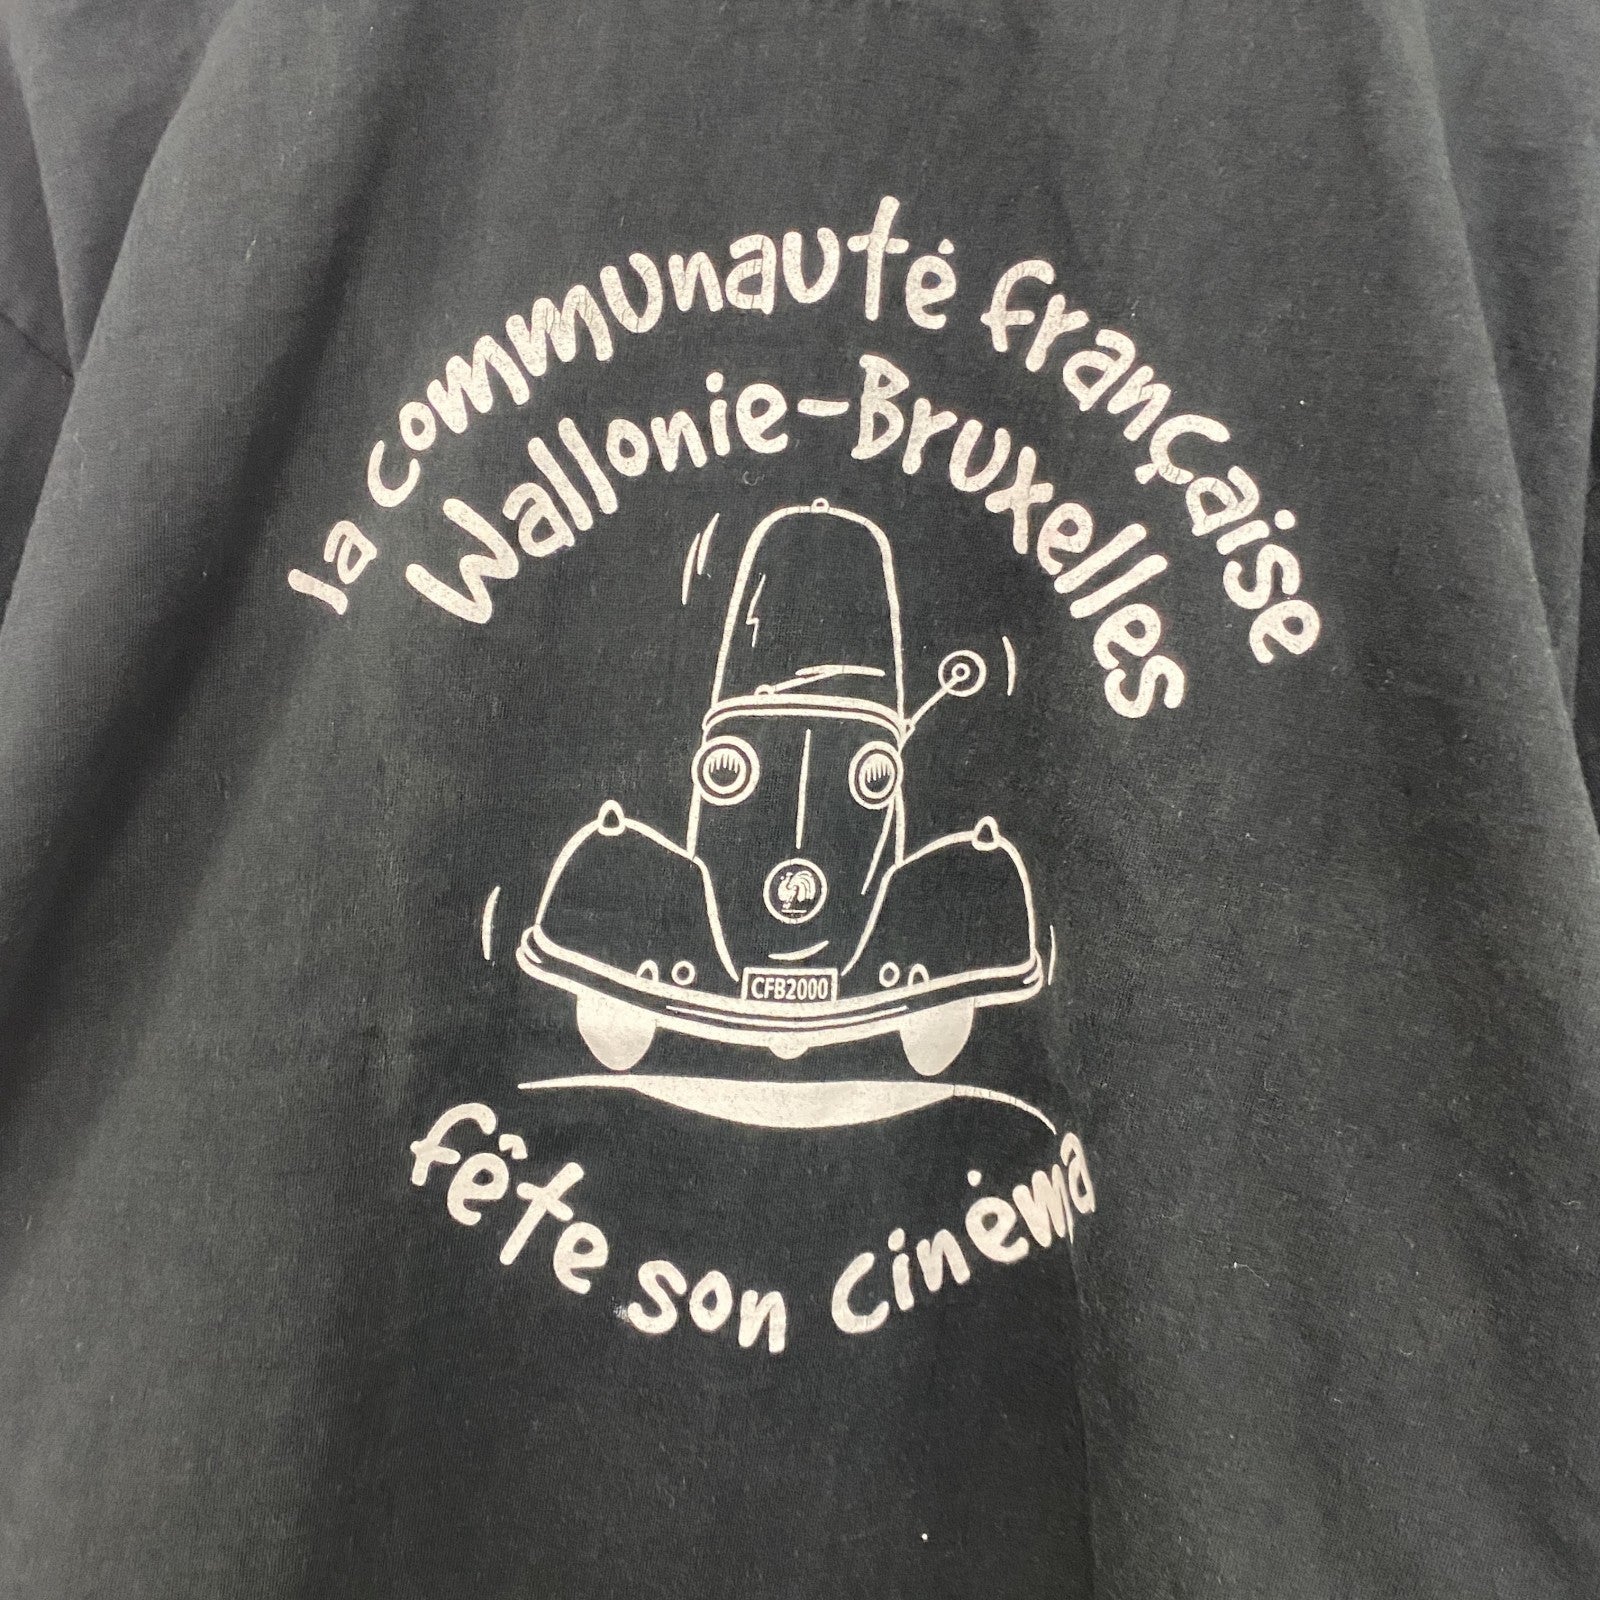 la communauté française
Wallonie-Bruxelles
CFB2000
fête son cinéma